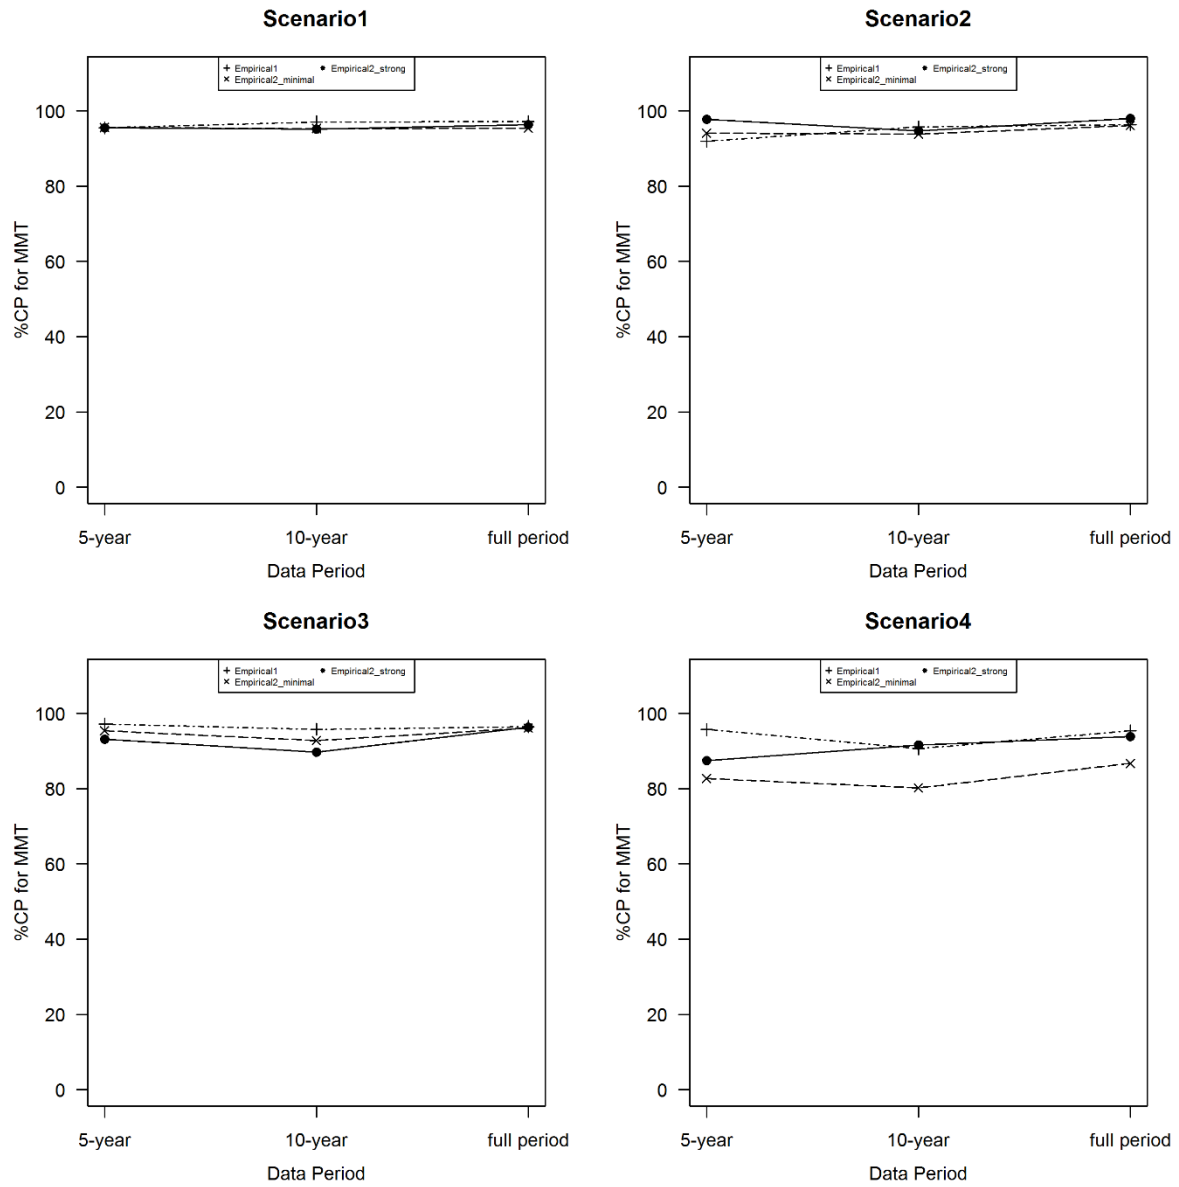 Scenario1
Empirical1 Empirical2_strong
Empirical2_minimal
100
80
60
40
20
0
%CP for MMT
5-year 10-year full period
Data Period
Scenario2
Empirical1 Empirical2_strong
Empirical2_minimal
100
80
60
40
20
0
%CP for MMT
5-year 10-year full period
Data Period
Scenario3
Empirical1 Empirical2_strong
Empirical2_minimal
100
80
60
40
20
0
%CP for MMT
5-year 10-year full period
Data Period
Scenario4
Empirical1 Empirical2_strong
Empirical2_minimal
100
80
60
40
20
0
%CP for MMT
5-year 10-year full period
Data Period